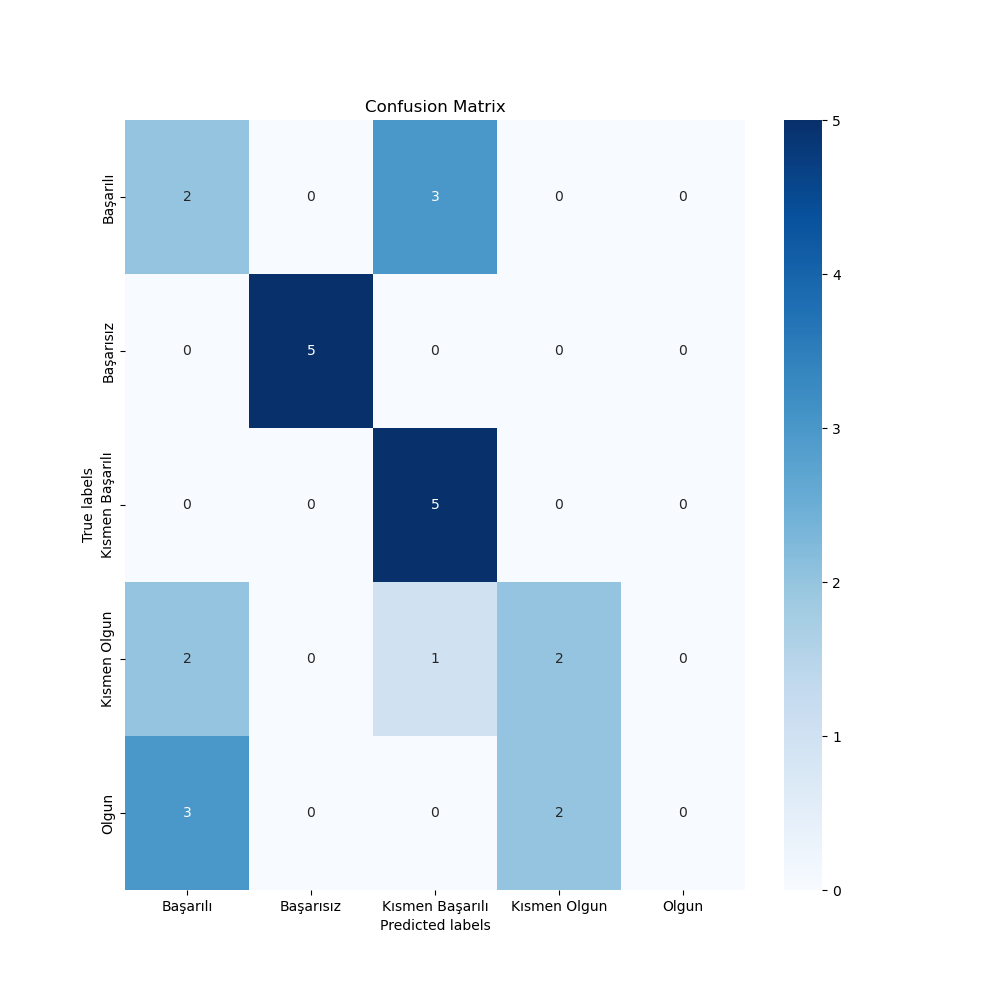 Confusion Matrix
Başarılı
2
0
3
0
0
Başarısız
0
5
0
0
0
Kısmen Başarılı
0
0
5
0
0
Kısmen Olgun
2
0
1
2
0
Olgun
3
0
0
2
0
True labels
Başarılı
Başarısız
Kısmen Başarılı
Kısmen Olgun
Olgun
Predicted labels
5
4
3
2
1
0